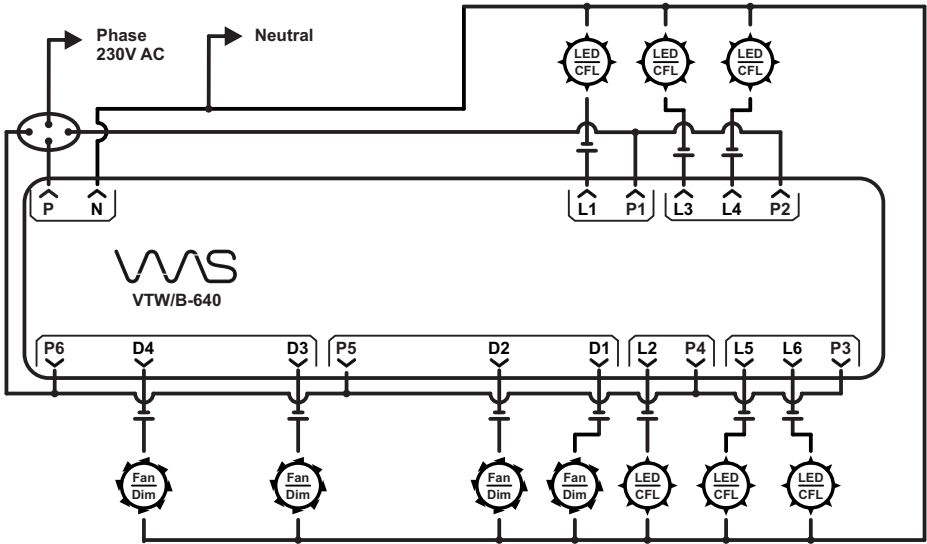 Phase
230V AC
Neutral
LED
CFL
LED
CFL
LED
CFL
P N L1 P1 L3 L4 P2
VTW/B-640
P6 D4 D3 P5 D2 D1 L2 P4 L5 L6 P3
Fan
Dim
Fan
Dim
Fan
Dim
Fan
Dim
LED
CFL
LED
CFL
LED
CFL